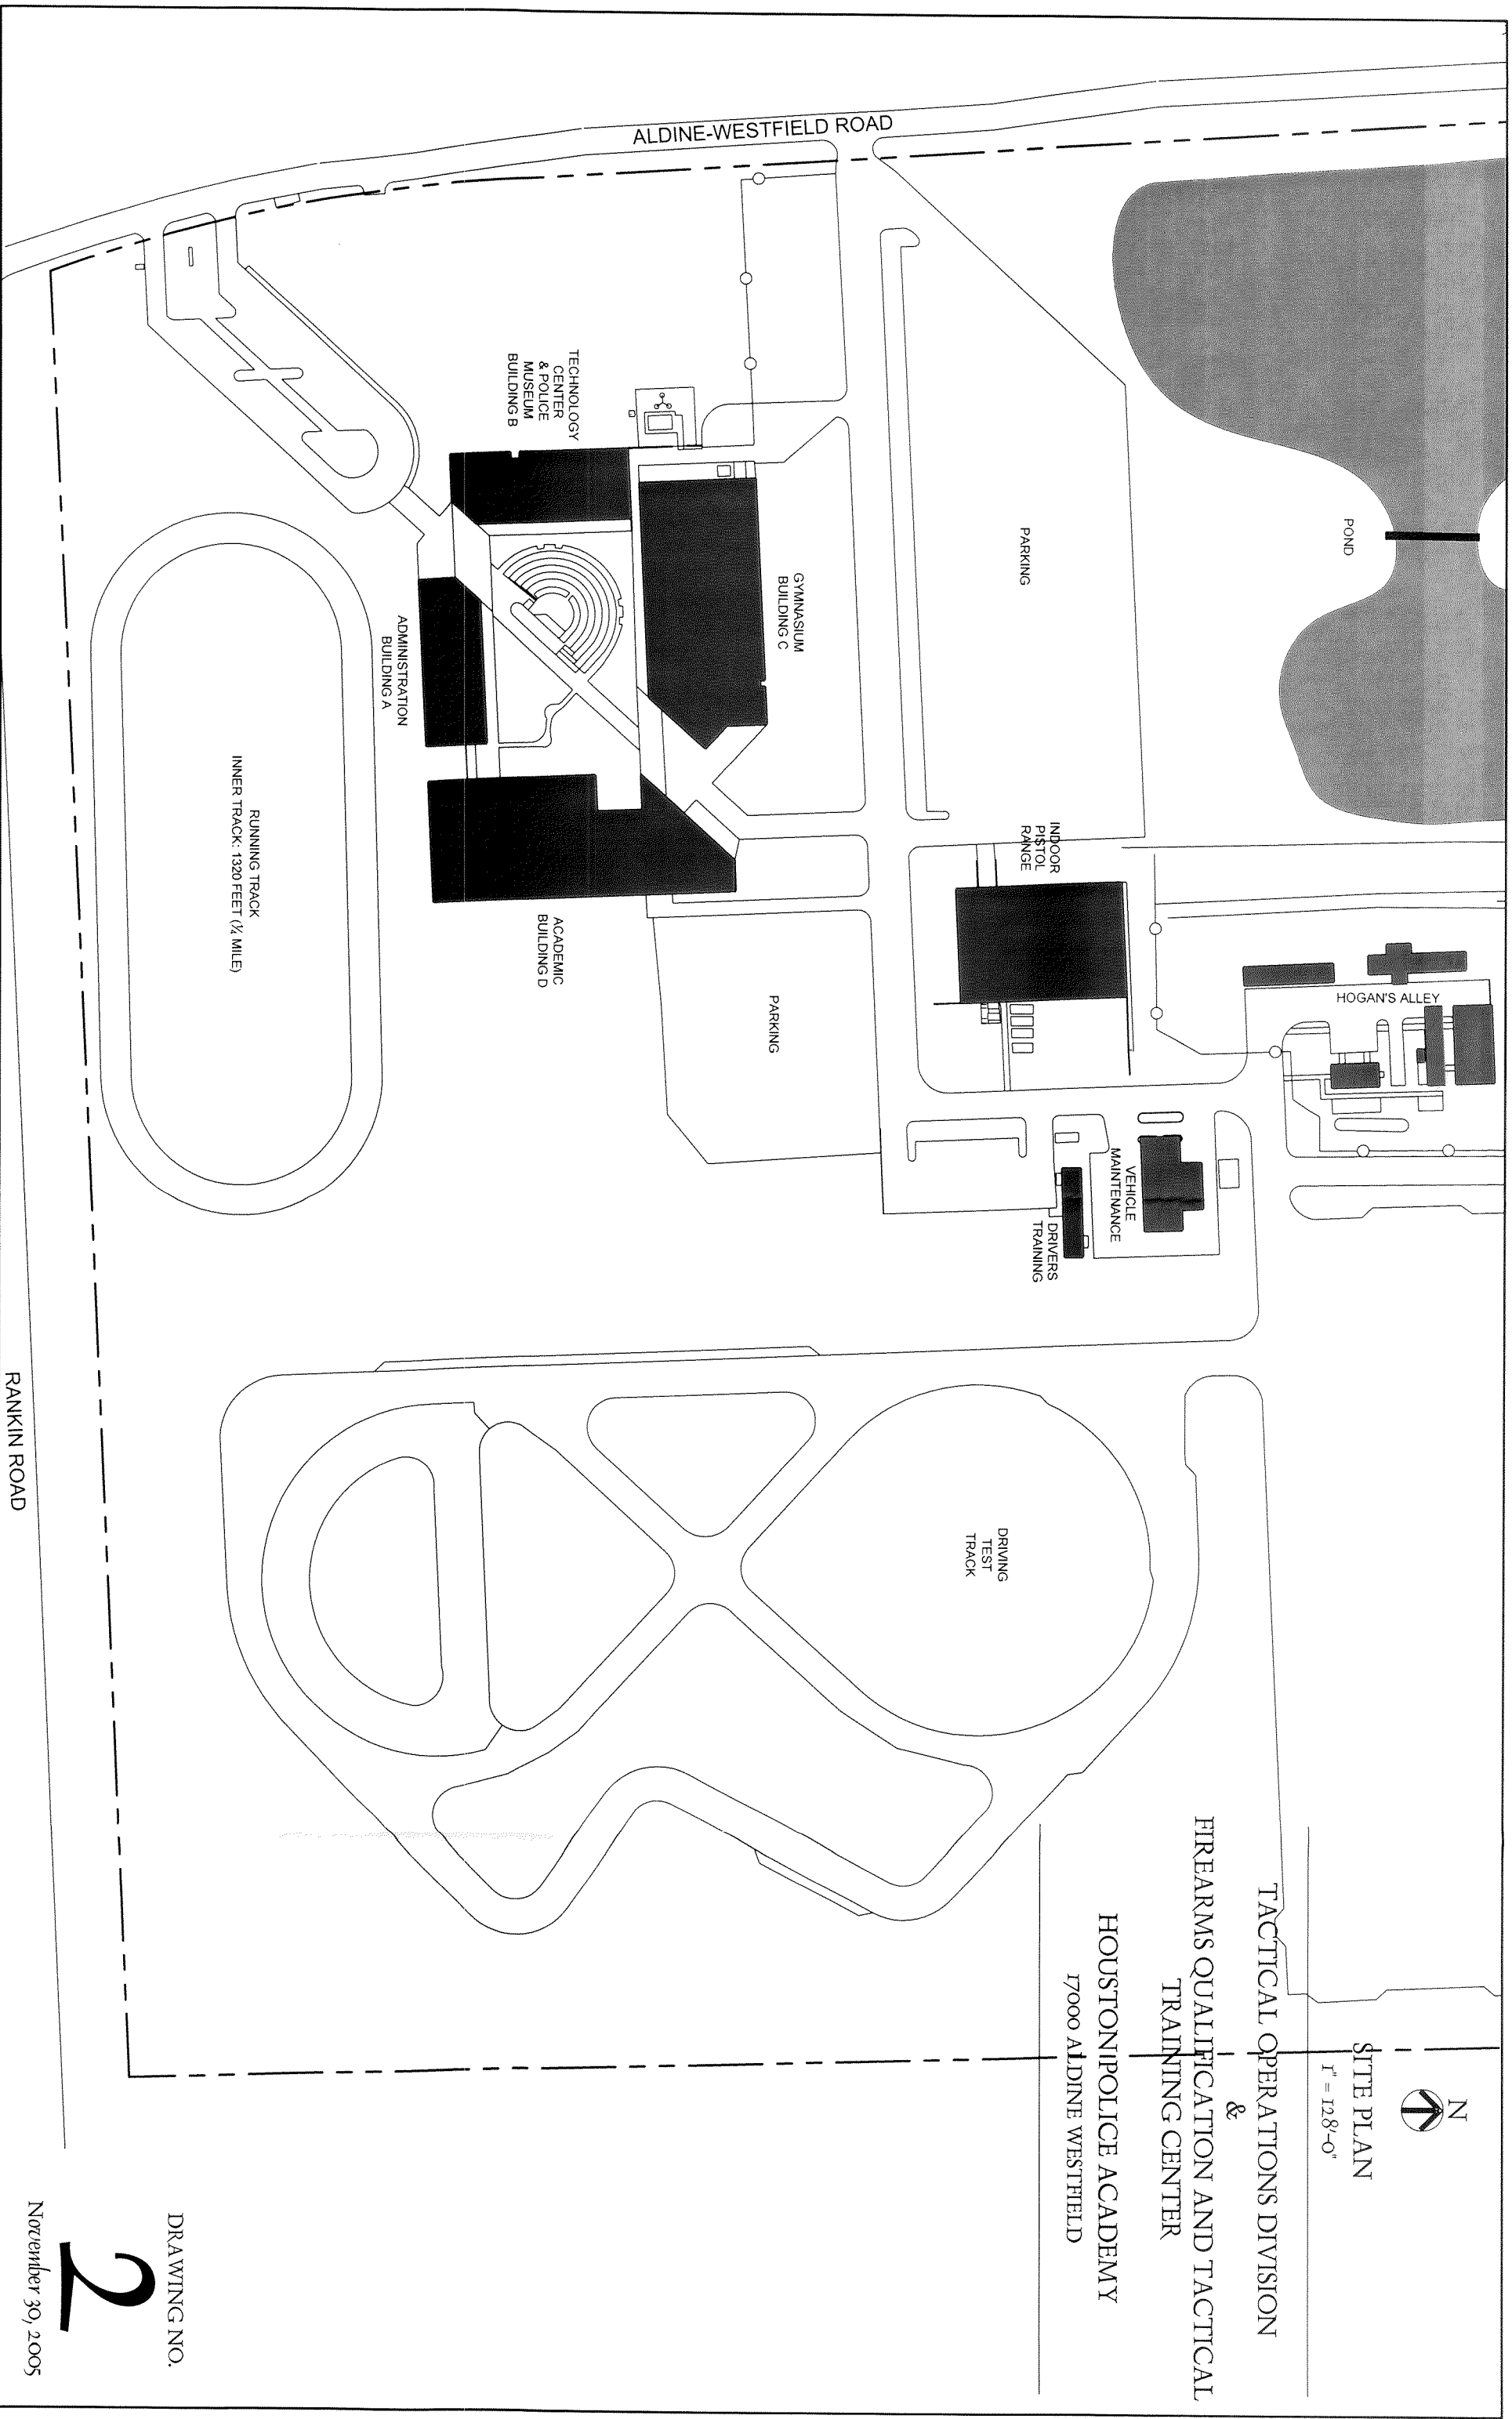 ALDINE-WESTFIELD ROAD
POND
PARKING
HOGAN'S ALLEY
INDOOR
PISTOL
RANGE
GYMNASIUM
BUILDING C
TECHNOLOGY
CENTER
& POLICE
MUSEUM
BUILDING B
ADMINISTRATION
BUILDING A
ACADEMIC
BUILDING D
PARKING
VEHICLE
MAINTENANCE
DRIVERS
TRAINING
RUNNING TRACK
INNER TRACK: 1320 FEET (¼ MILE)
DRIVING
TEST
TRACK
RANKIN ROAD
N
SITE PLAN
1" = 128'-0"
TACTICAL OPERATIONS DIVISION
&
FIREARMS QUALIFICATION AND TACTICAL
TRAINING CENTER
HOUSTON POLICE ACADEMY
17000 ALDINE WESTFIELD
DRAWING NO.
2
November 30, 2005